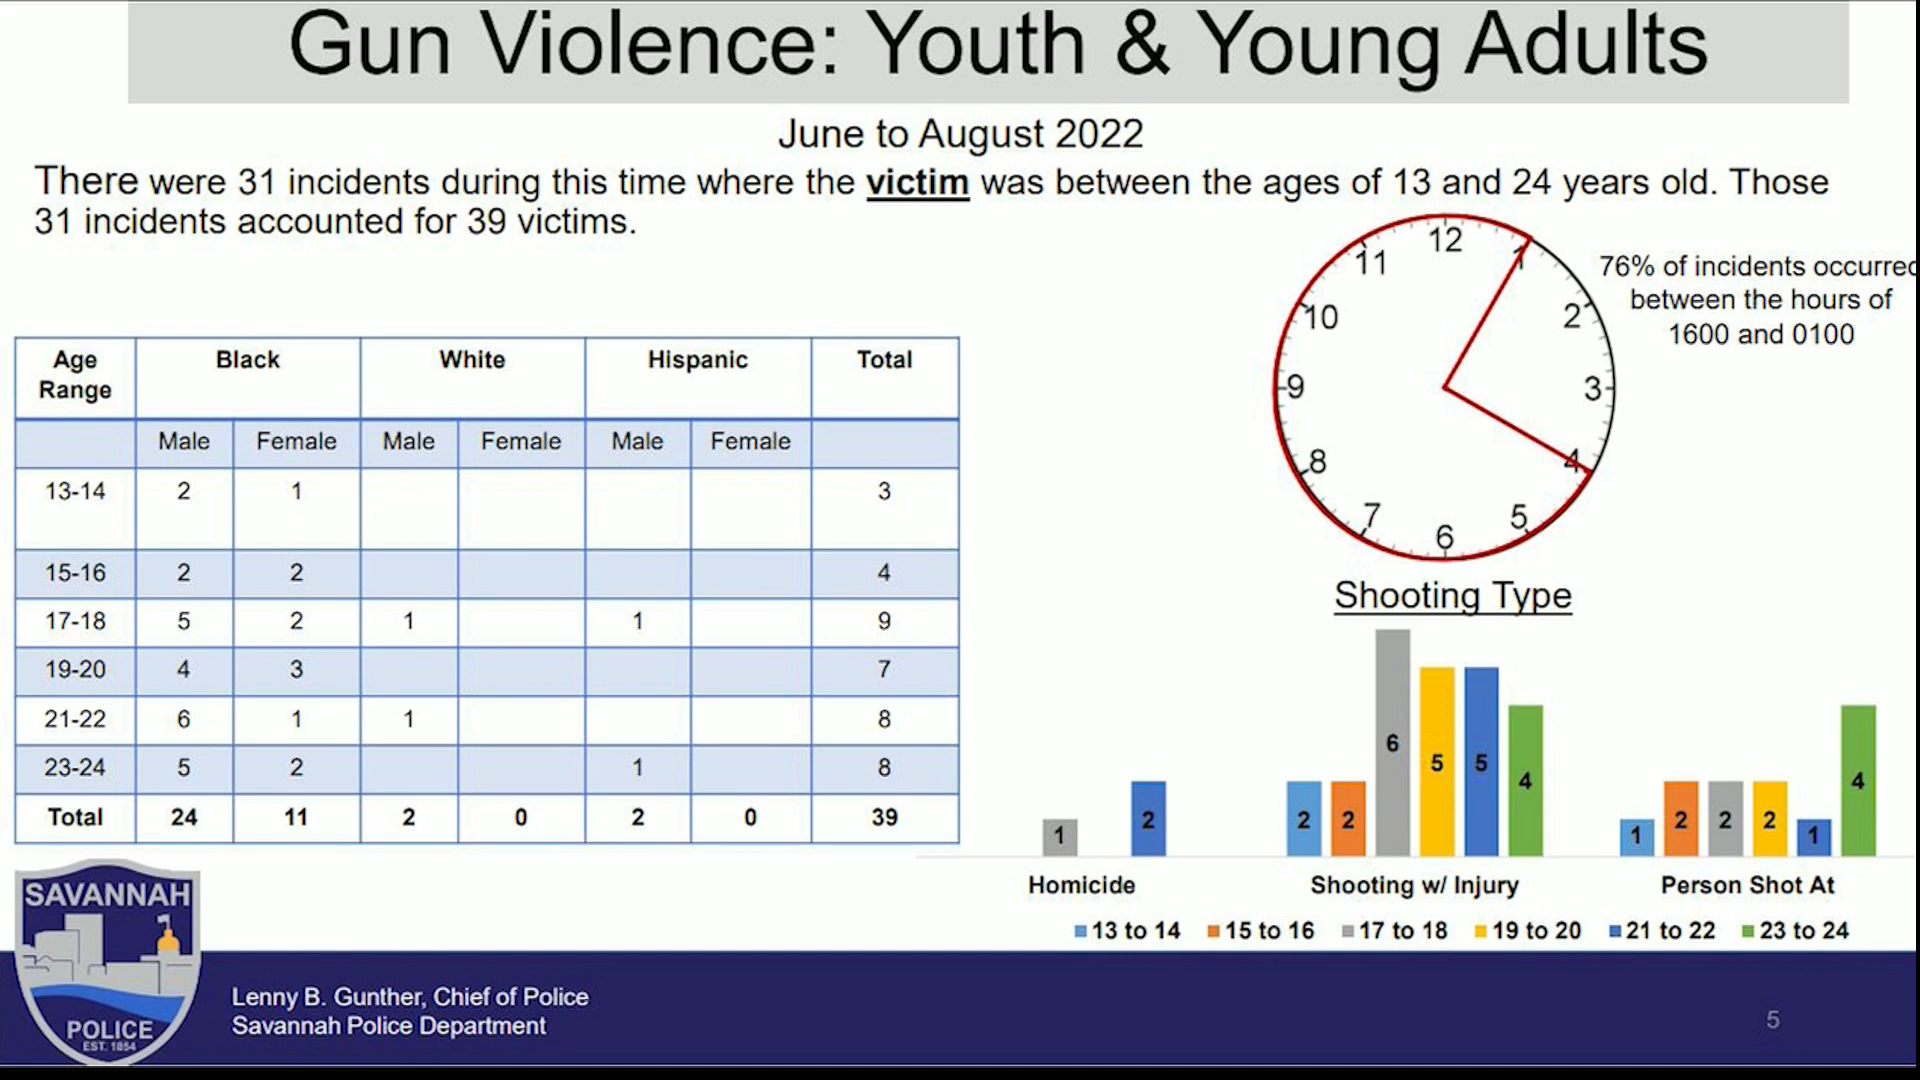 Gun Violence: Youth & Young Adults
June to August 2022
There were 31 incidents during this time where the victim was between the ages of 13 and 24 years old. Those
31 incidents accounted for 39 victims.
12
1
2
3
4
5
6
7
8
9
10
11
76% of incidents occurred
between the hours of
1600 and 0100
Age Range Black White Hispanic Total
Male Female Male Female Male Female
13-14 2 1 3
15-16 2 2 4
17-18 5 2 1 1 9
19-20 4 3 7
21-22 6 1 1 8
23-24 5 2 1 8
Total 24 11 2 0 2 0 39
Shooting Type
1 2
2 2 6 5 5 4
1 2 2 2 1 4
Homicide Shooting w/ Injury Person Shot At
13 to 14 15 to 16 17 to 18 19 to 20 21 to 22 23 to 24
SAVANNAH
POLICE
EST. 1854
Lenny B. Gunther, Chief of Police
Savannah Police Department
5